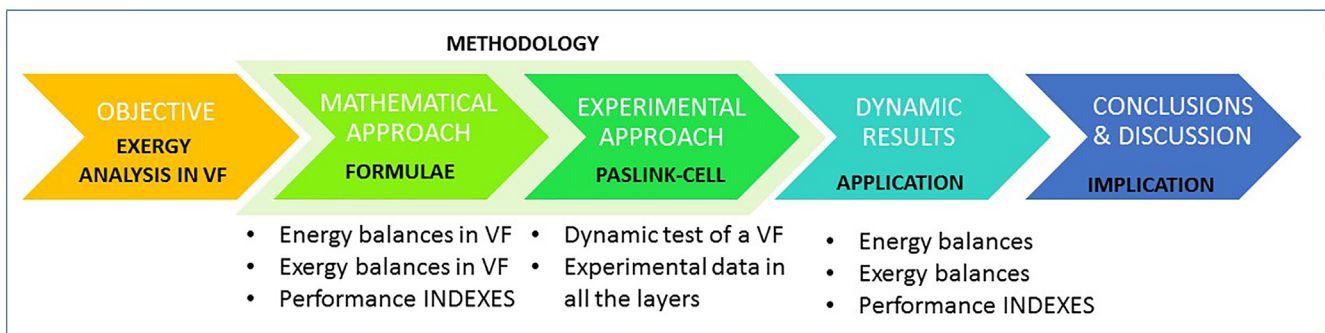 METHODOLOGY
OBJECTIVE
EXERGY
ANALYSIS IN VF
MATHEMATICAL
APPROACH
FORMULAE
EXPERIMENTAL
APPROACH
PASLINK-CELL
DYNAMIC
RESULTS
APPLICATION
CONCLUSIONS
& DISCUSSION
IMPLICATION
• Energy balances in VF
• Exergy balances in VF
• Performance INDEXES
• Dynamic test of a VF
• Experimental data in
all the layers
• Energy balances
• Exergy balances
• Performance INDEXES